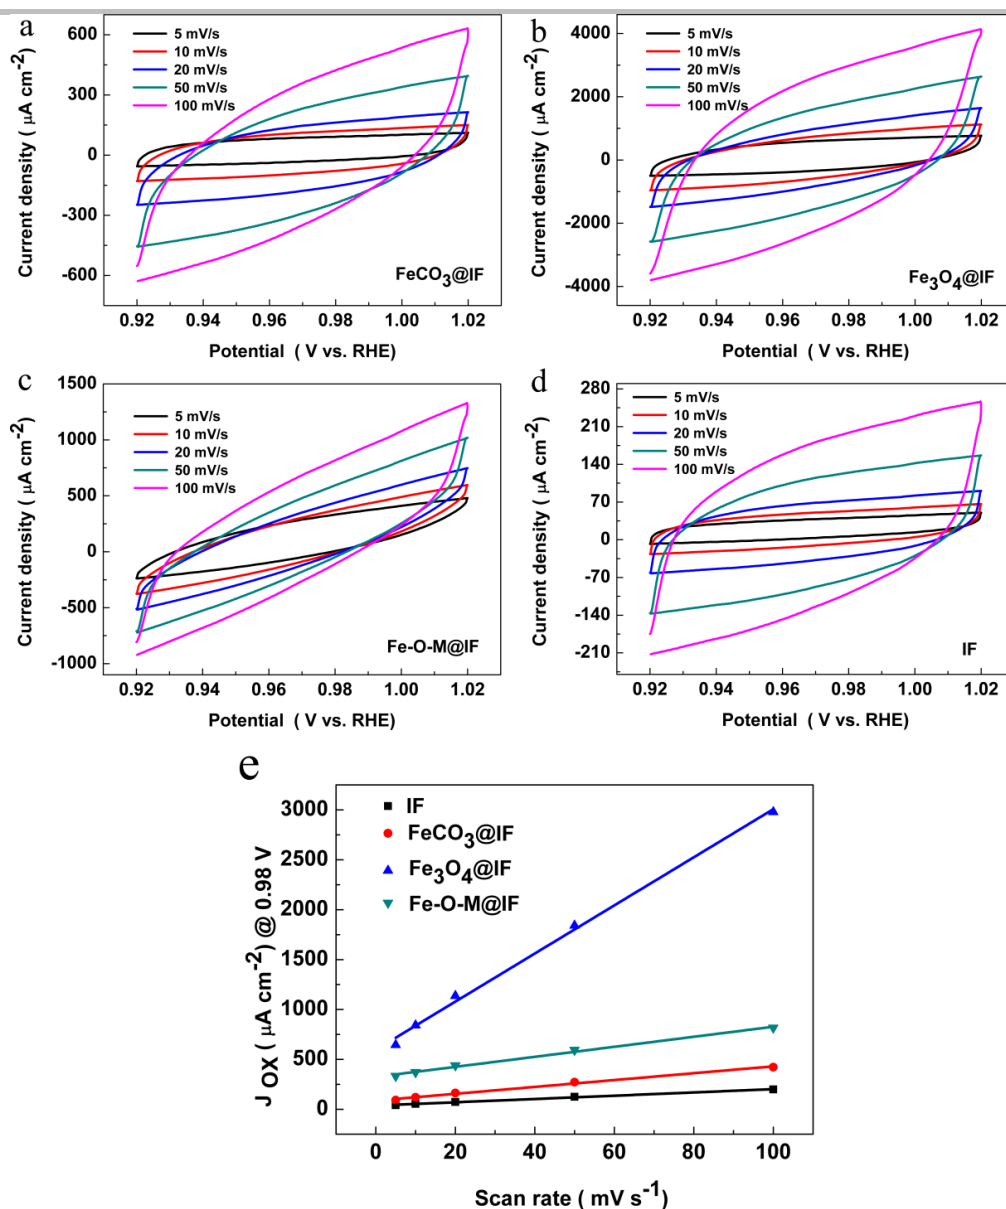 a
600
300
0
-300
-600
Current density ( μA cm-2)
5 mV/s
10 mV/s
20 mV/s
50 mV/s
100 mV/s
FeCO3@IF
0.92 0.94 0.96 0.98 1.00 1.02
Potential ( V vs. RHE)
b
4000
2000
0
-2000
-4000
Current density ( μA cm-2)
5 mV/s
10 mV/s
20 mV/s
50 mV/s
100 mV/s
Fe3O4@IF
0.92 0.94 0.96 0.98 1.00 1.02
Potential ( V vs. RHE)
c
1500
1000
500
0
-500
-1000
Current density ( μA cm-2)
5 mV/s
10 mV/s
20 mV/s
50 mV/s
100 mV/s
Fe-O-M@IF
0.92 0.94 0.96 0.98 1.00 1.02
Potential ( V vs. RHE)
d
280
210
140
70
0
-70
-140
-210
Current density ( μA cm-2)
5 mV/s
10 mV/s
20 mV/s
50 mV/s
100 mV/s
IF
0.92 0.94 0.96 0.98 1.00 1.02
Potential ( V vs. RHE)
e
3000
2500
2000
1500
1000
500
0
J OX ( μA cm-2) @ 0.98 V
IF
FeCO3@IF
Fe3O4@IF
Fe-O-M@IF
0 20 40 60 80 100
Scan rate ( mV s-1)